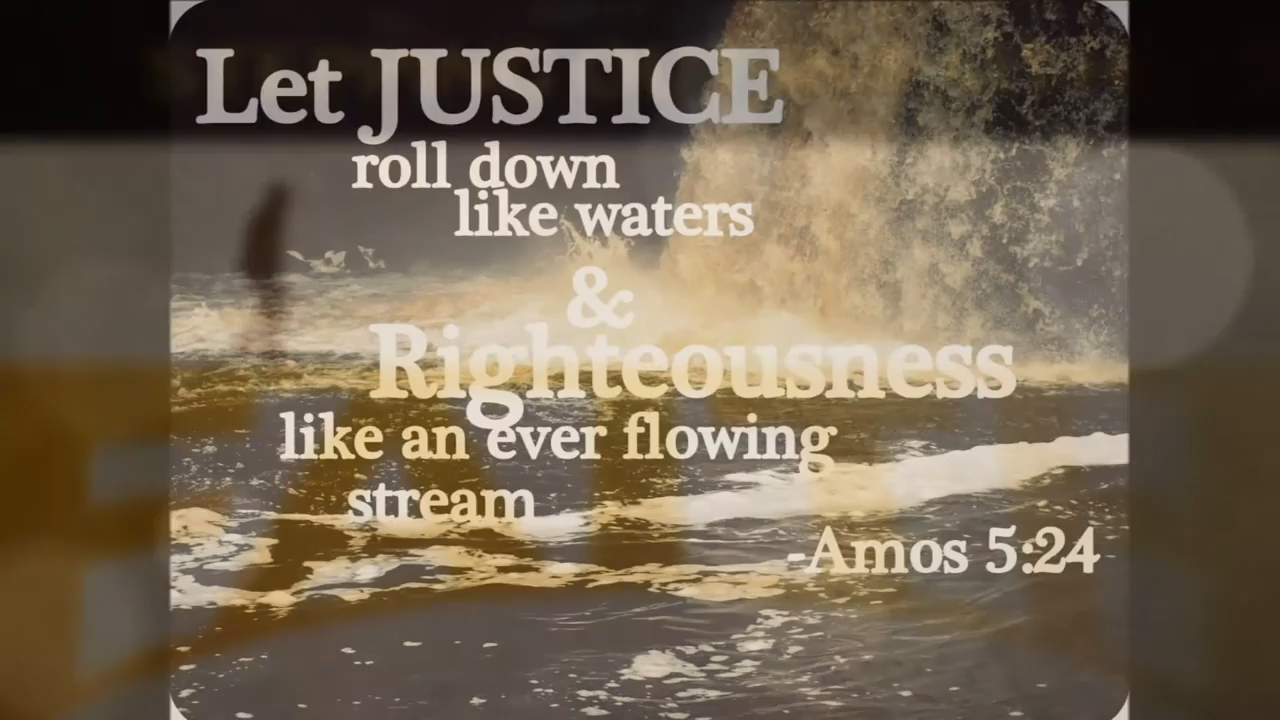 Let JUSTICE
roll down
like waters
&
Righteousness
like an ever flowing
stream
-Amos 5:24